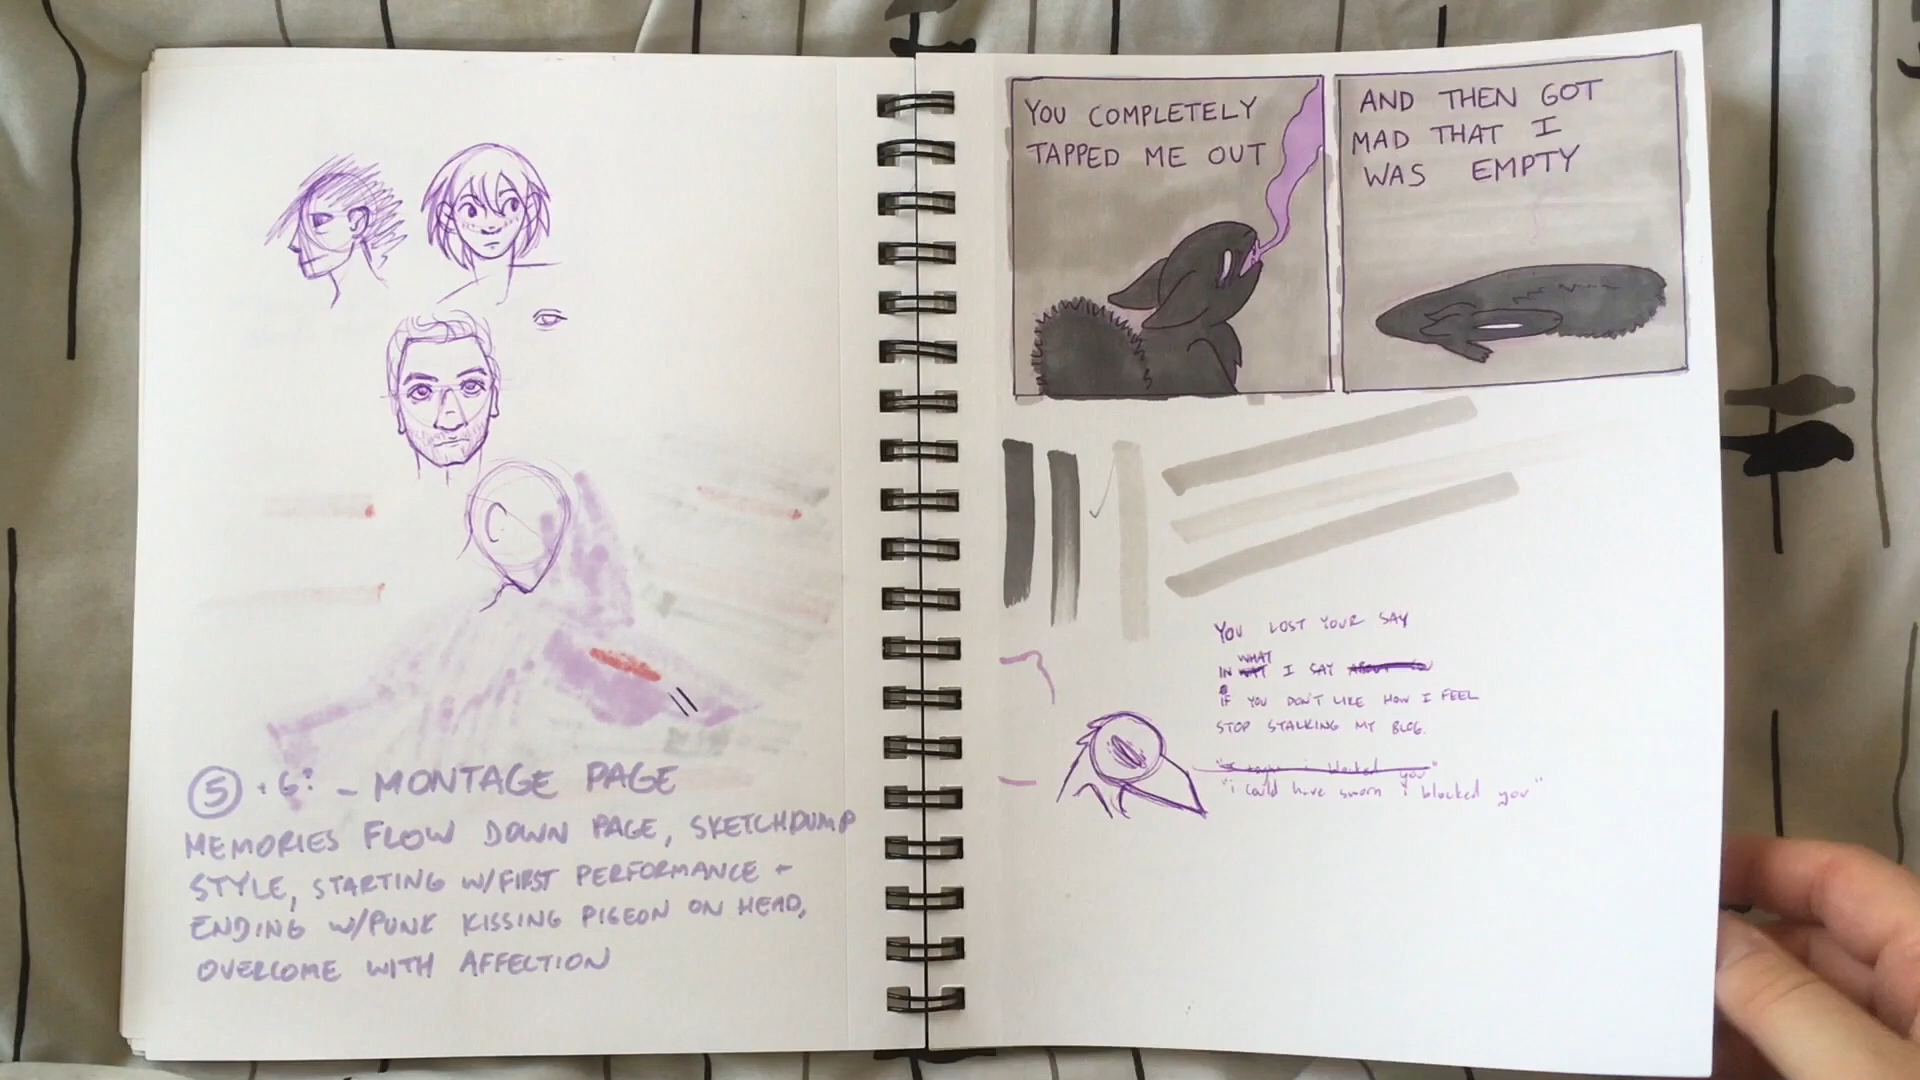 ⑤ + 6: - MONTAGE PAGE
MEMORIES FLOW DOWN PAGE, SKETCHDUMP
STYLE, STARTING W/FIRST PERFORMANCE +
ENDING W/PUNK KISSING PIGEON ON HEAD,
OVERCOME WITH AFFECTION
YOU COMPLETELY
TAPPED ME OUT
AND THEN GOT
MAD THAT I
WAS EMPTY
YOU LOST YOUR SAY
IN WHAT I SAY
IF YOU DON'T LIKE HOW I FEEL
STOP STALKING MY BLOG.
"i could have sworn i blocked you"